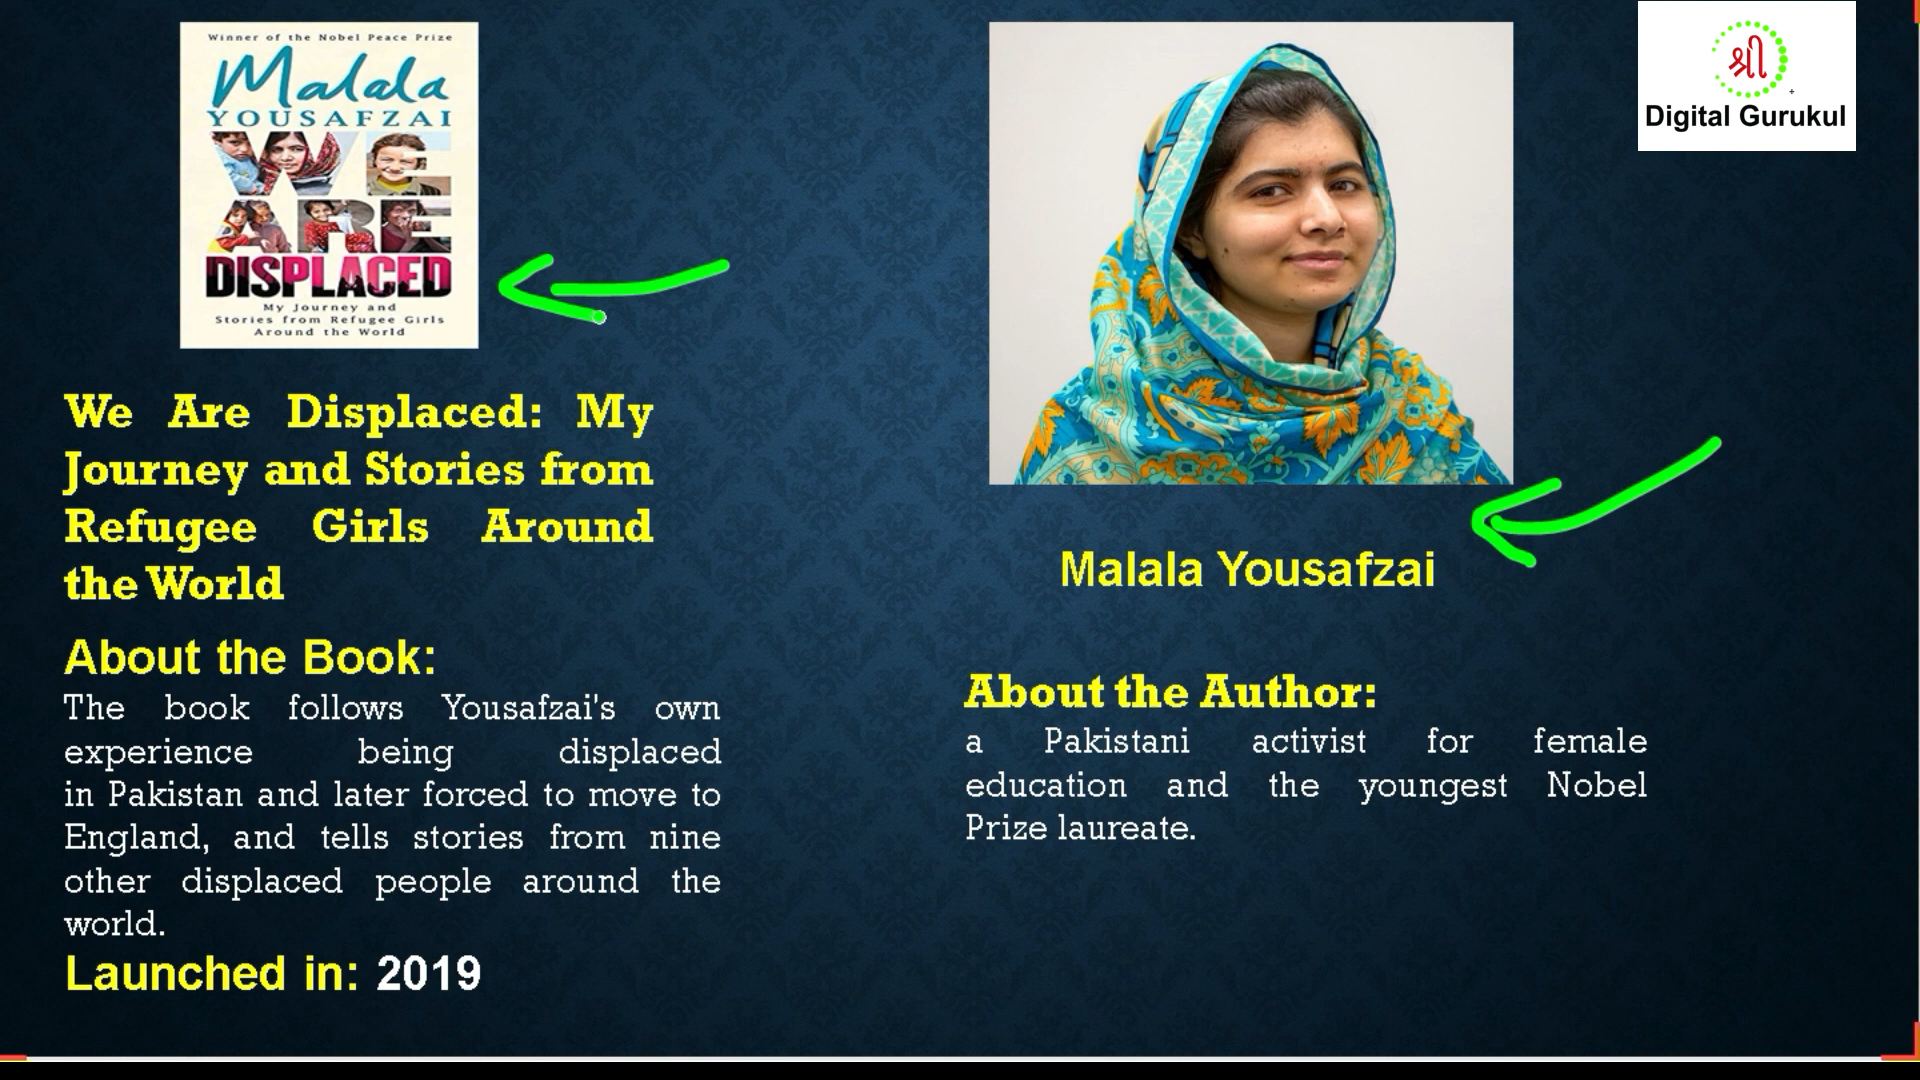 Winner of the Nobel Peace Prize
Malala
YOUSAFZAI
WE
ARE
DISPLACED
My Journey and
Stories from Refugee Girls
Around the World
We Are Displaced: My
Journey and Stories from
Refugee Girls Around
the World
About the Book:
The book follows Yousafzai's own
experience being displaced
in Pakistan and later forced to move to
England, and tells stories from nine
other displaced people around the
world.
Launched in: 2019
Malala Yousafzai
About the Author:
a Pakistani activist for female
education and the youngest Nobel
Prize laureate.
श्री
Digital Gurukul